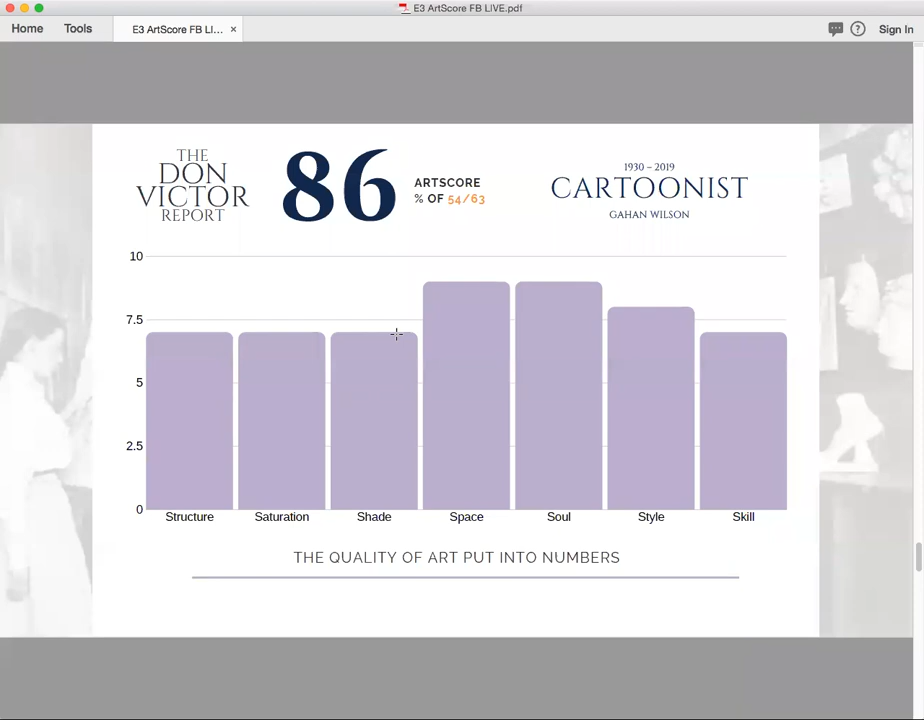 E3 ArtScore FB LIVE.pdf
Home Tools E3 ArtScore FB LI... × ? Sign In
THE
DON
VICTOR
REPORT
86
ARTSCORE
% OF 54/63
1930 – 2019
CARTOONIST
GAHAN WILSON
10
7.5
5
2.5
0
Structure Saturation Shade Space Soul Style Skill
THE QUALITY OF ART PUT INTO NUMBERS